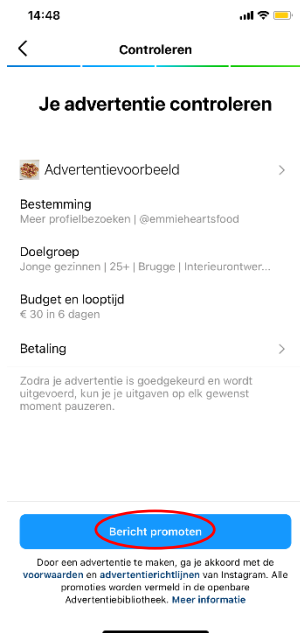 14:48
Controleren
Je advertentie controleren
Advertentievoorbeeld
Bestemming
Meer profielbezoeken | @emmieheartsfood
Doelgroep
Jonge gezinnen | 25+ | Brugge | Interieurontwer...
Budget en looptijd
€ 30 in 6 dagen
Betaling
Zodra je advertentie is goedgekeurd en wordt
uitgevoerd, kun je je uitgaven op elk gewenst
moment pauzeren.
Bericht promoten
Door een advertentie te maken, ga je akkoord met de
voorwaarden en advertentierichtlijnen van Instagram. Alle
promoties worden vermeld in de openbare
Advertentiebibliotheek. Meer informatie